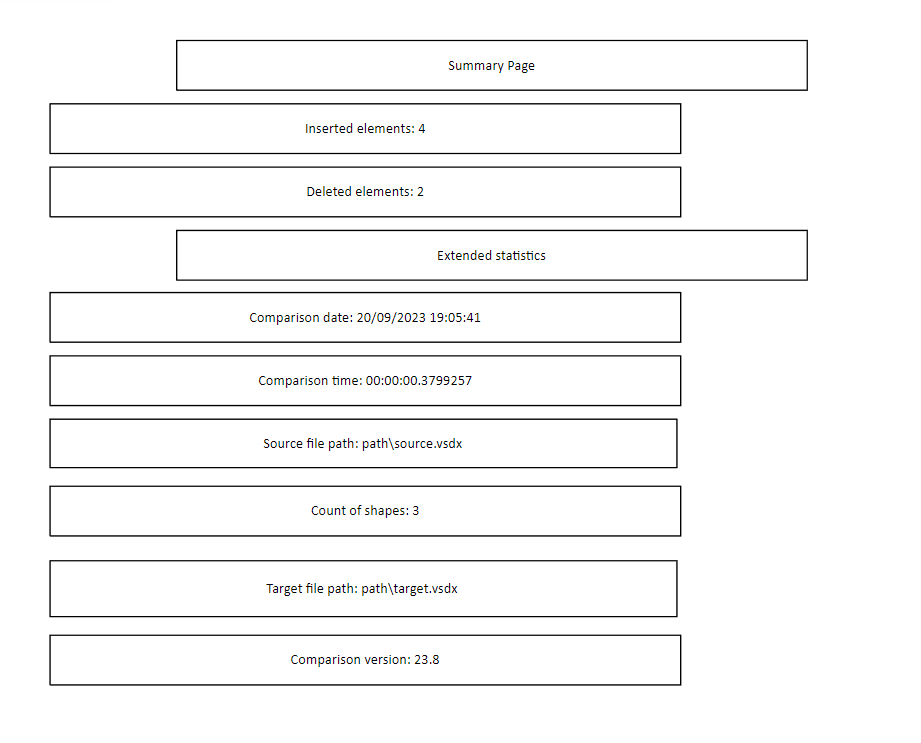 Summary Page
Inserted elements: 4
Deleted elements: 2
Extended statistics
Comparison date: 20/09/2023 19:05:41
Comparison time: 00:00:00.3799257
Source file path: path\source.vsdx
Count of shapes: 3
Target file path: path\target.vsdx
Comparison version: 23.8